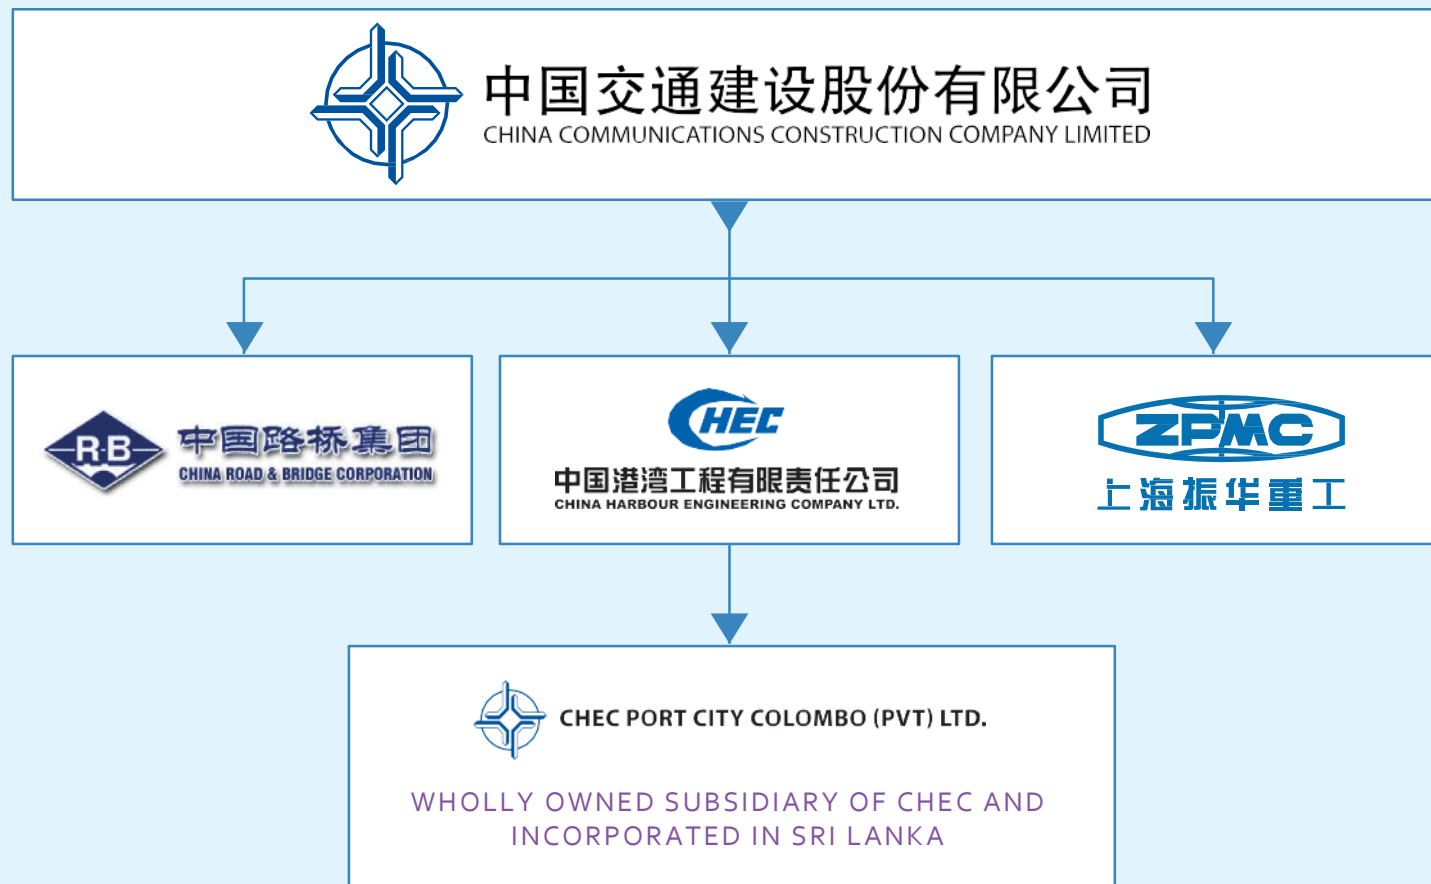 中国交通建设股份有限公司
CHINA COMMUNICATIONS CONSTRUCTION COMPANY LIMITED
R·B
中国路桥集团
CHINA ROAD & BRIDGE CORPORATION
CHEC
中国港湾工程有限责任公司
CHINA HARBOUR ENGINEERING COMPANY LTD.
ZPMC
上海振华重工
CHEC PORT CITY COLOMBO (PVT) LTD.
WHOLLY OWNED SUBSIDIARY OF CHEC AND
INCORPORATED IN SRI LANKA